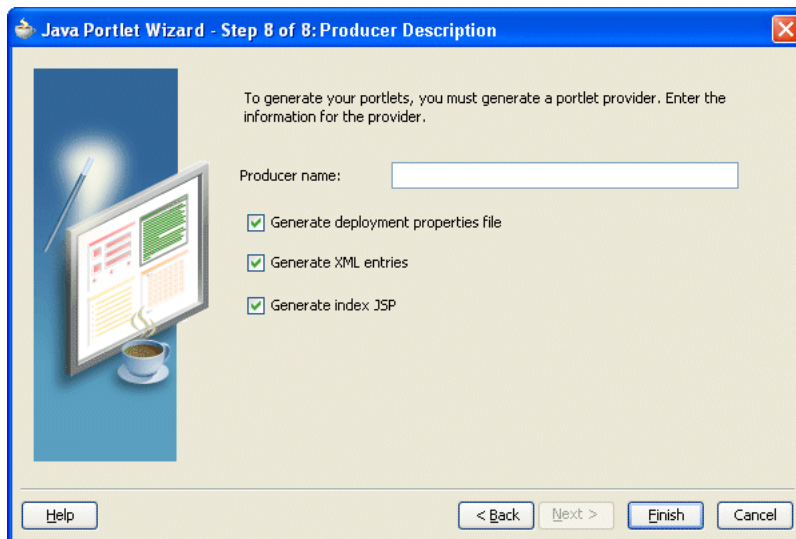 Java Portlet Wizard - Step 8 of 8: Producer Description
To generate your portlets, you must generate a portlet provider. Enter the
information for the provider.
Producer name:
Generate deployment properties file
Generate XML entries
Generate index JSP
Help
< Back
Next >
Finish
Cancel